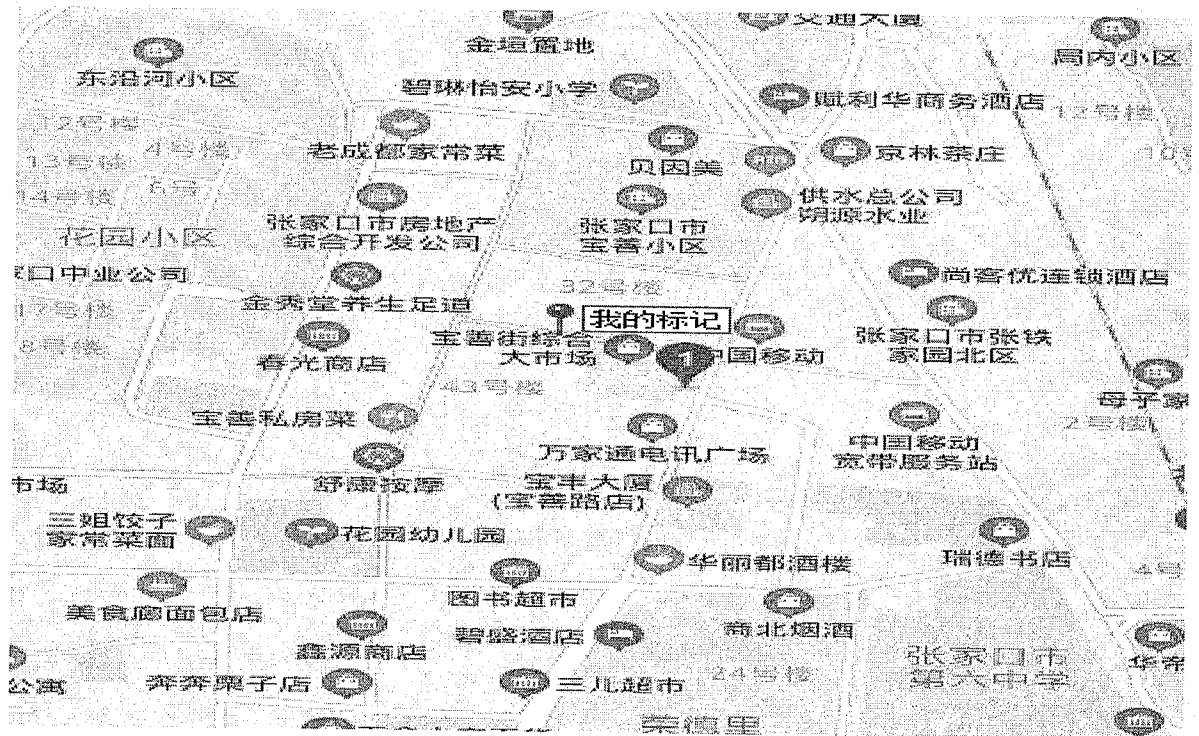 交通大厦
金垣置地
局内小区
东沿河小区
碧琳怡安小学
赋利华商务酒店
12号楼
12号楼
老成都家常菜
贝因美
京林茶庄
13号楼
4号楼
6号
14号楼
供水总公司
朔源水业
张家口市房地产
综合开发公司
张家口市
宝善小区
花园小区
口中业公司
32号楼
尚客优连锁酒店
金秀堂养生足道
17号楼
我的标记
宝善街综合
大市场
1
中国移动
张家口市张铁
家园北区
8号楼
春光商店
43号楼
母子
宝善私房菜
2号楼
中国移动
宽带服务站
万家通电讯广场
市场
舒康按摩
宝丰大厦
(宝善路店)
三姐饺子
家常菜面
花园幼儿园
瑞德书店
华丽都酒楼
4号
图书超市
美食廊面包店
商北烟酒
碧盛酒店
鑫源商店
张家口市
第六中学
华帝
公寓
奔奔栗子店
三儿超市
24号楼
荣德里